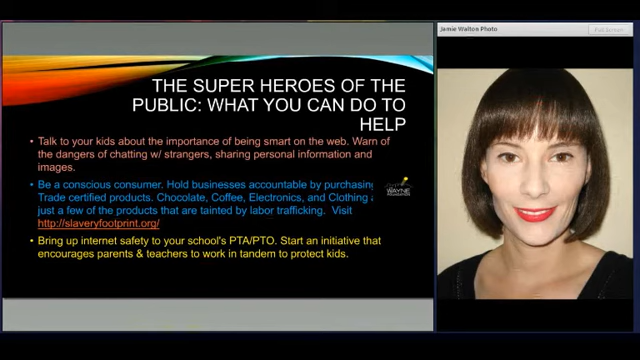 Jamie Walton Photo
Full Screen
THE SUPER HEROES OF THE
PUBLIC: WHAT YOU CAN DO TO
HELP
• Talk to your kids about the importance of being smart on the web. Warn of
the dangers of chatting w/ strangers, sharing personal information and
images.
• Be a conscious consumer. Hold businesses accountable by purchasing
Trade certified products. Chocolate, Coffee, Electronics, and Clothing a
just a few of the products that are tainted by labor trafficking. Visit
http://slaveryfootprint.org/
WAYNE
FOUNDATION
• Bring up internet safety to your school's PTA/PTO. Start an initiative that
encourages parents & teachers to work in tandem to protect kids.